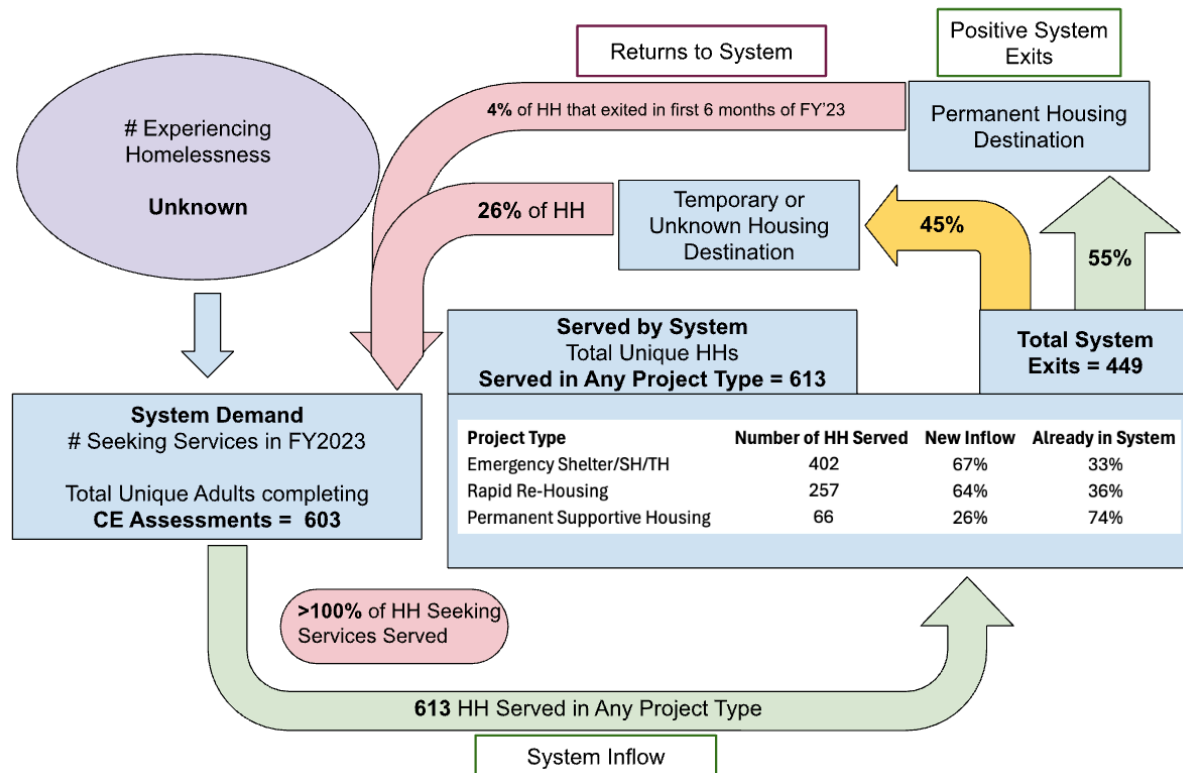 Returns to System
Positive System
Exits
# Experiencing
Homelessness
Unknown
4% of HH that exited in first 6 months of FY'23
Permanent Housing
Destination
26% of HH
Temporary or
Unknown Housing
Destination
45%
55%
Served by System
Total Unique HHs
Served in Any Project Type = 613
Total System
Exits = 449
System Demand
# Seeking Services in FY2023
Total Unique Adults completing
CE Assessments = 603
Project Type Number of HH Served New Inflow Already in System
Emergency Shelter/SH/TH 402 67% 33%
Rapid Re-Housing 257 64% 36%
Permanent Supportive Housing 66 26% 74%
>100% of HH Seeking
Services Served
613 HH Served in Any Project Type
System Inflow